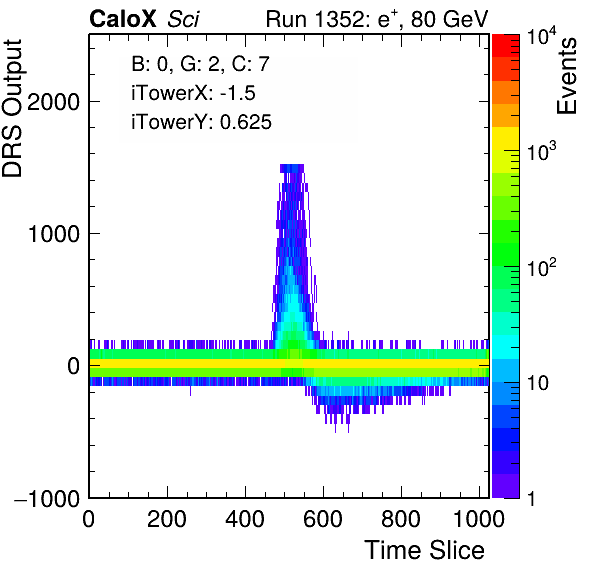 CaloX Sci
Run 1352: e⁺, 80 GeV
B: 0, G: 2, C: 7
iTowerX: -1.5
iTowerY: 0.625
DRS Output
2000
1000
0
−1000
0 200 400 600 800 1000
Time Slice
Events
10⁴
10³
10²
10
1